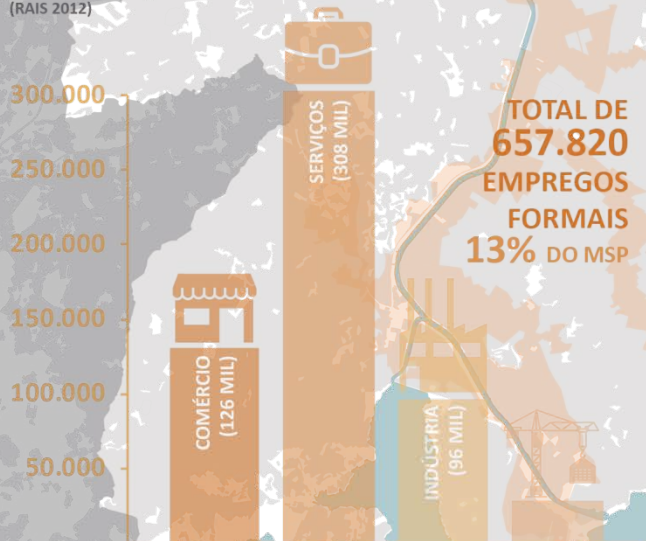 (RAIS 2012)
300.000
250.000
200.000
150.000
100.000
50.000
COMÉRCIO
(126 MIL)
SERVIÇOS
(308 MIL)
INDÚSTRIA
(96 MIL)
TOTAL DE
657.820
EMPREGOS
FORMAIS
13% DO MSP